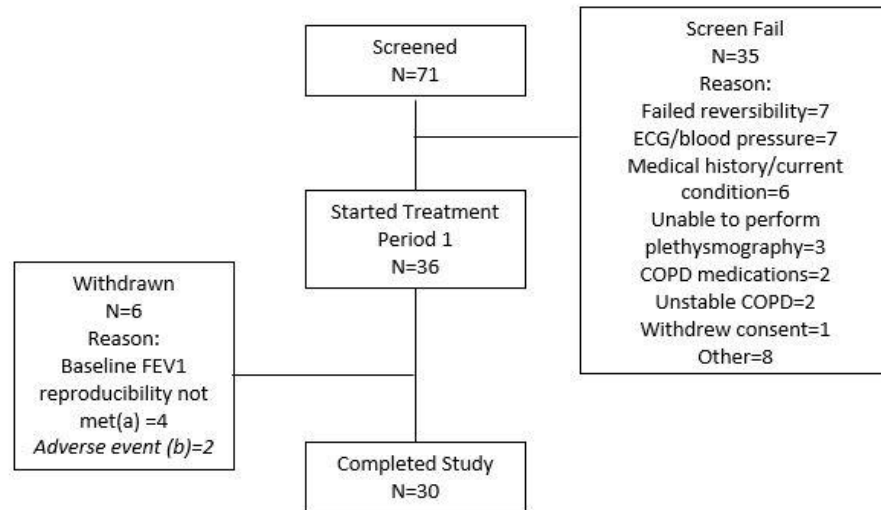 Screened
N=71
Screen Fail
N=35
Reason:
Failed reversibility=7
ECG/blood pressure=7
Medical history/current
condition=6
Unable to perform
plethysmography=3
COPD medications=2
Unstable COPD=2
Withdrew consent=1
Other=8
Started Treatment
Period 1
N=36
Withdrawn
N=6
Reason:
Baseline FEV1
reproducibility not
met(a) =4
Adverse event (b)=2
Completed Study
N=30